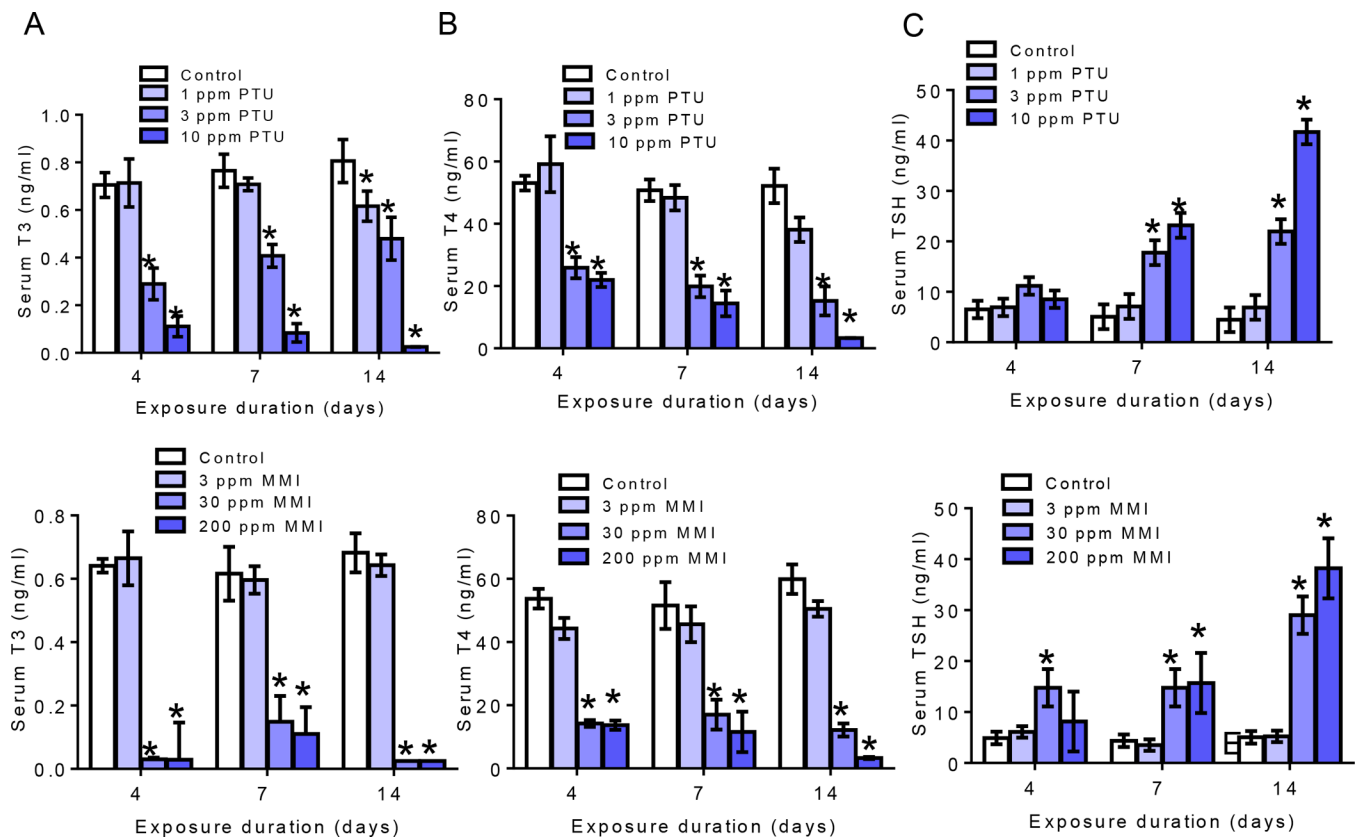 A
Control
1 ppm PTU
3 ppm PTU
10 ppm PTU
Serum T3 (ng/ml)
1.0
0.8
0.6
0.4
0.2
0.0
* * * * * * *
4 7 14
Exposure duration (days)
B
Control
1 ppm PTU
3 ppm PTU
10 ppm PTU
Serum T4 (ng/ml)
80
60
40
20
0
* * * * * *
4 7 14
Exposure duration (days)
C
Control
1 ppm PTU
3 ppm PTU
10 ppm PTU
Serum TSH (ng/ml)
50
40
30
20
10
0
* * * *
4 7 14
Exposure duration (days)
Control
3 ppm MMI
30 ppm MMI
200 ppm MMI
Serum T3 (ng/ml)
0.8
0.6
0.4
0.2
0.0
* * * * * *
4 7 14
Exposure duration (days)
Control
3 ppm MMI
30 ppm MMI
200 ppm MMI
Serum T4 (ng/ml)
80
60
40
20
0
* * * * * *
4 7 14
Exposure duration (days)
Control
3 ppm MMI
30 ppm MMI
200 ppm MMI
Serum TSH (ng/ml)
50
40
30
20
10
0
* * * * *
4 7 14
Exposure duration (days)